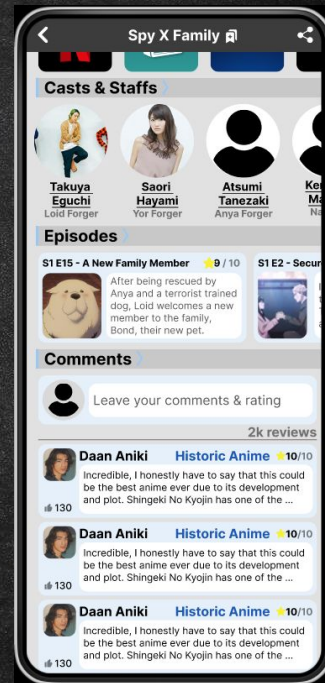 Spy X Family
Casts & Staffs
Takuya
Eguchi
Loid Forger
Saori
Hayami
Yor Forger
Atsumi
Tanezaki
Anya Forger
Episodes
S1 E15 - A New Family Member 9 / 10
After being rescued by
Anya and a terrorist trained
dog, Loid welcomes a new
member to the family,
Bond, their new pet.
S1 E2 - Secur
Comments
Leave your comments & rating
2k reviews
Daan Aniki Historic Anime 10/10
Incredible, I honestly have to say that this could
be the best anime ever due to its development
and plot. Shingeki No Kyojin has one of the ...
130
Daan Aniki Historic Anime 10/10
Incredible, I honestly have to say that this could
be the best anime ever due to its development
and plot. Shingeki No Kyojin has one of the ...
130
Daan Aniki Historic Anime 10/10
Incredible, I honestly have to say that this could
be the best anime ever due to its development
and plot. Shingeki No Kyojin has one of the ...
130